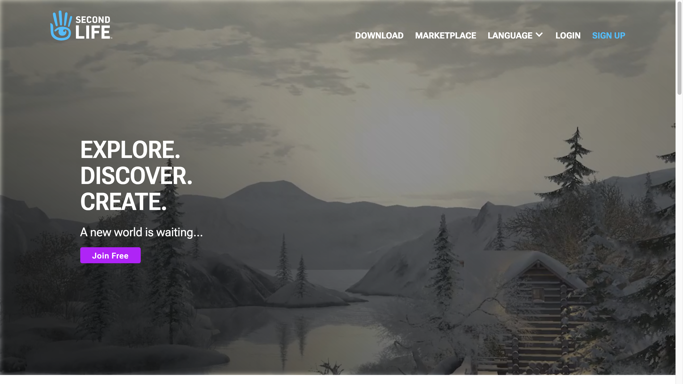 SECOND
LIFE
DOWNLOAD
MARKETPLACE
LANGUAGE
LOGIN
SIGN UP
EXPLORE.
DISCOVER.
CREATE.
A new world is waiting...
Join Free